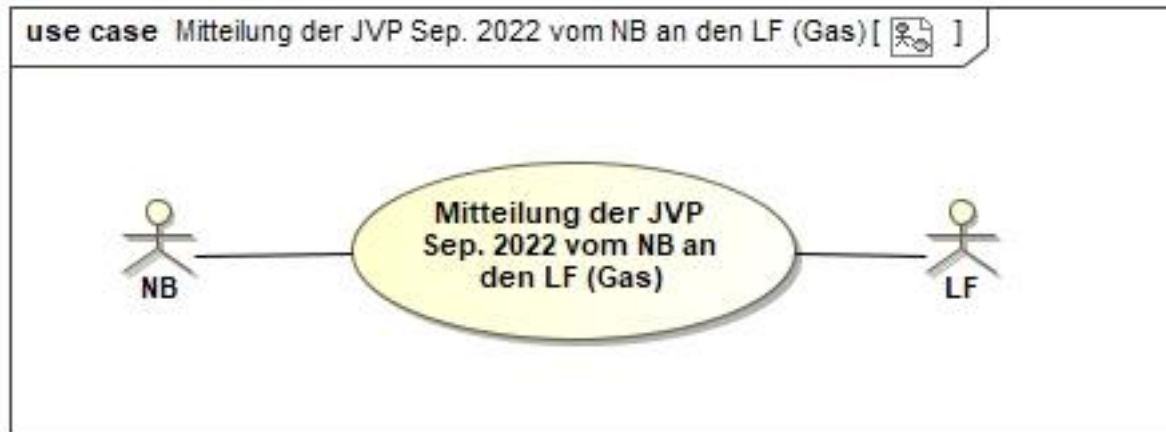 use case Mitteilung der JVP Sep. 2022 vom NB an den LF (Gas) [ ]
Mitteilung der JVP
Sep. 2022 vom NB an
den LF (Gas)
NB
LF